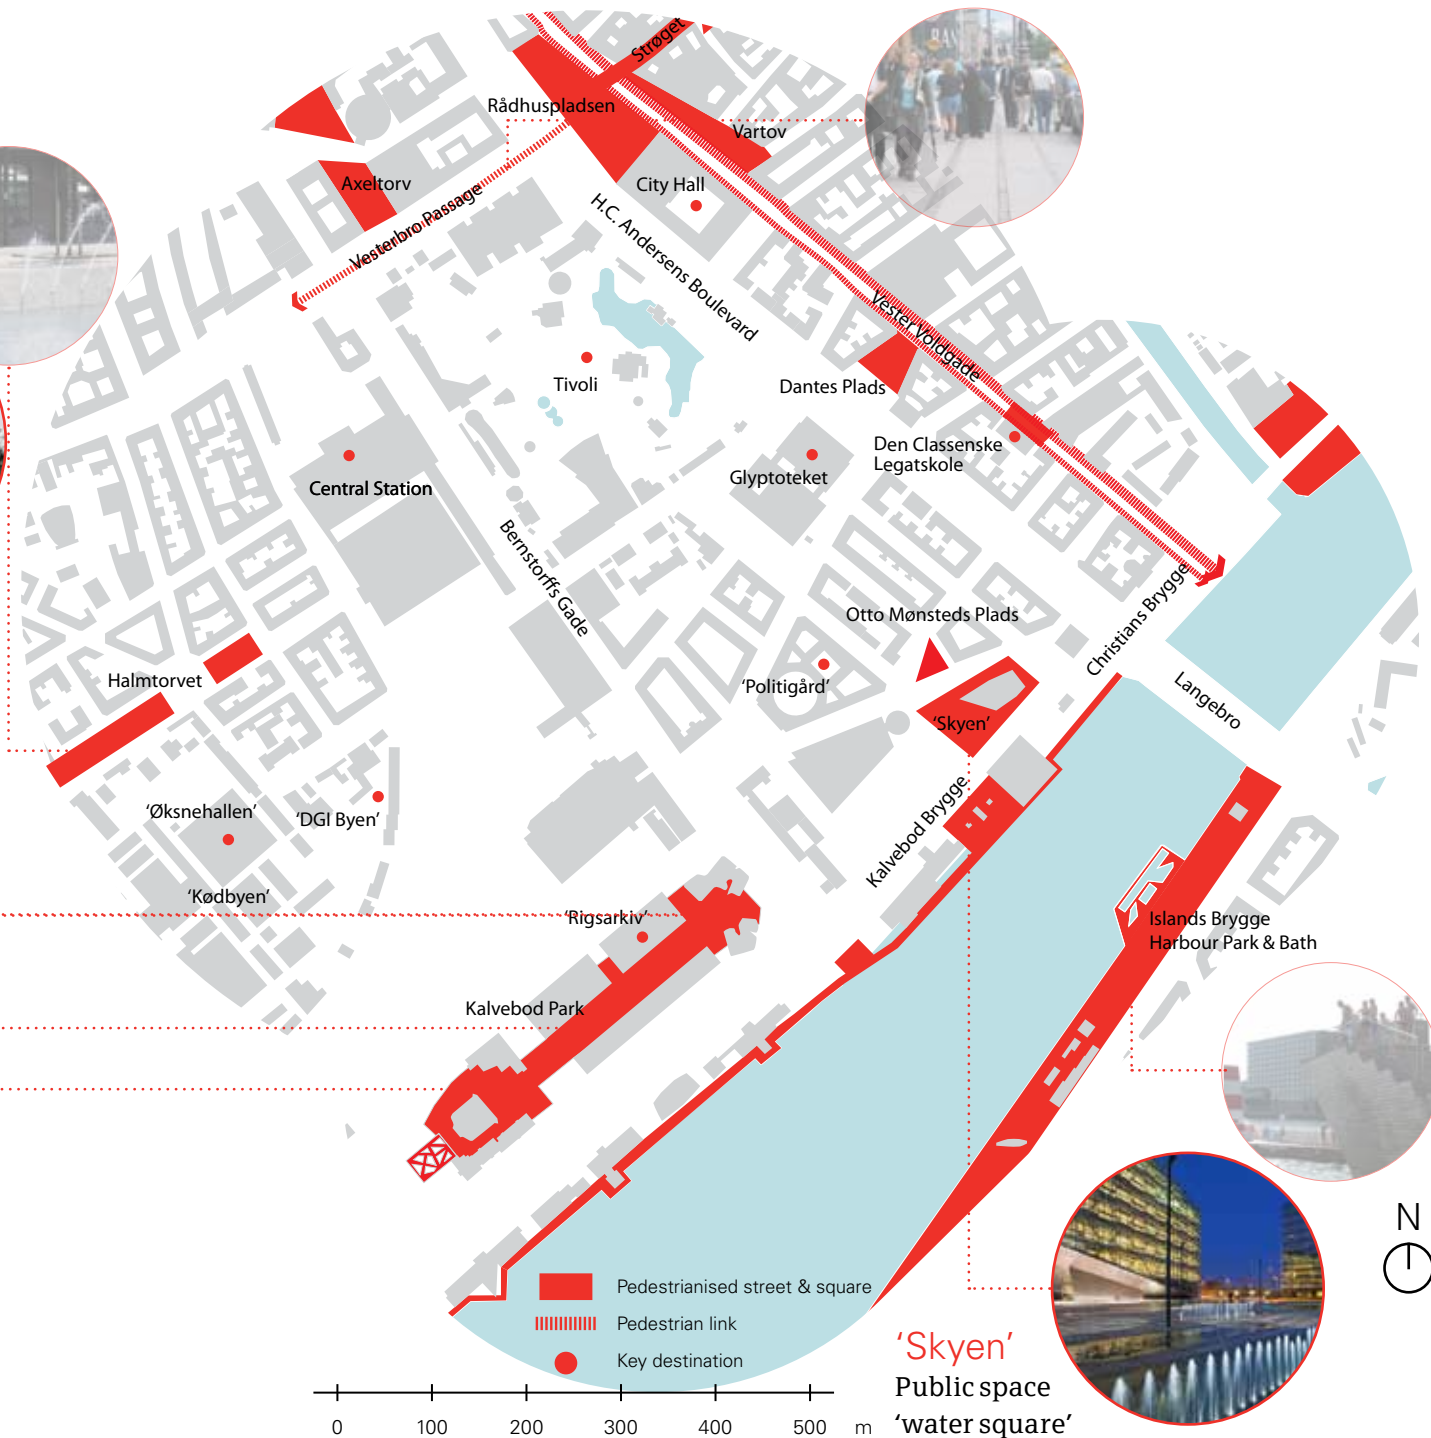 Strøget
Rådhuspladsen
Vartov
Axeltorv
City Hall
Vesterbro Passage
H.C. Andersens Boulevard
Vester Voldgade
Tivoli
Dantes Plads
Den Classenske
Legatskole
Glyptoteket
Central Station
Bernstorffs Gade
Otto Mønsteds Plads
Christians Brygge
Halmtorvet
'Politigård'
Langebro
'Skyen'
'Øksnehallen'
'DGI Byen'
Kalvebod Brygge
'Kødbyen'
'Rigsarkiv'
Islands Brygge
Harbour Park & Bath
Kalvebod Park
N
Pedestrianised street & square
Pedestrian link
Key destination
'Skyen'
Public space
'water square'
0 100 200 300 400 500 m